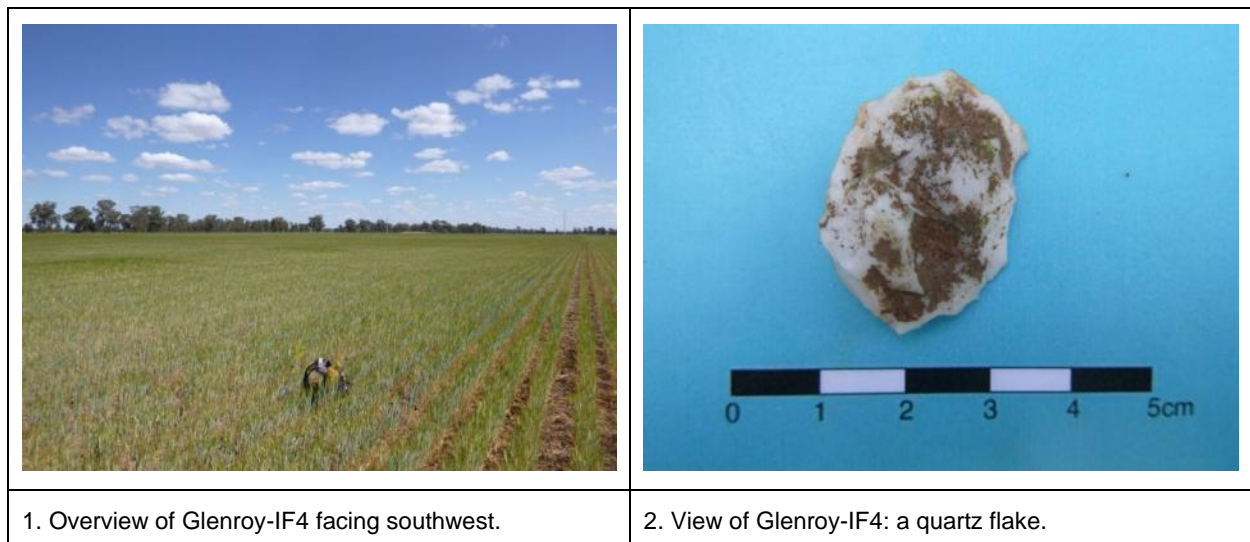 0 1 2 3 4 5cm
1. Overview of Glenroy-IF4 facing southwest.
2. View of Glenroy-IF4: a quartz flake.